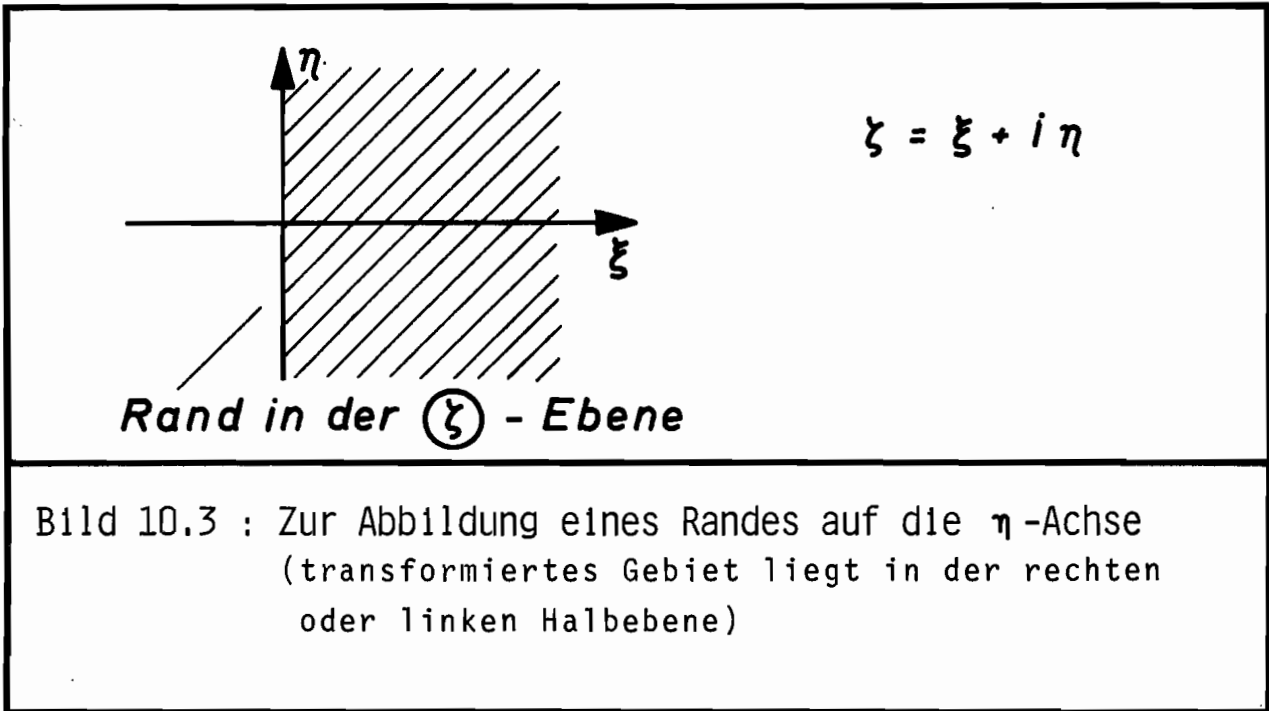 η
ζ = ξ + i η
ξ
Rand in der ζ - Ebene
Bild 10.3 : Zur Abbildung eines Randes auf die η-Achse
(transformiertes Gebiet liegt in der rechten
oder linken Halbebene)